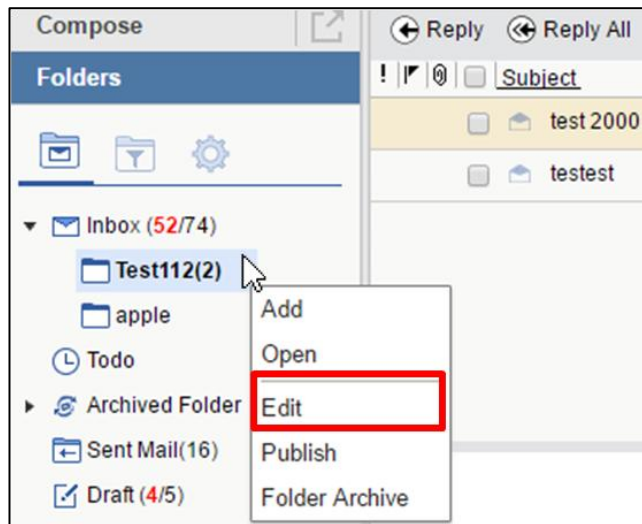 Compose
Reply Reply All
Folders
! Subject
test 2000
testest
Inbox (52/74)
Test112(2)
apple
Todo
Archived Folder
Sent Mail(16)
Draft (4/5)
Add
Open
Edit
Publish
Folder Archive